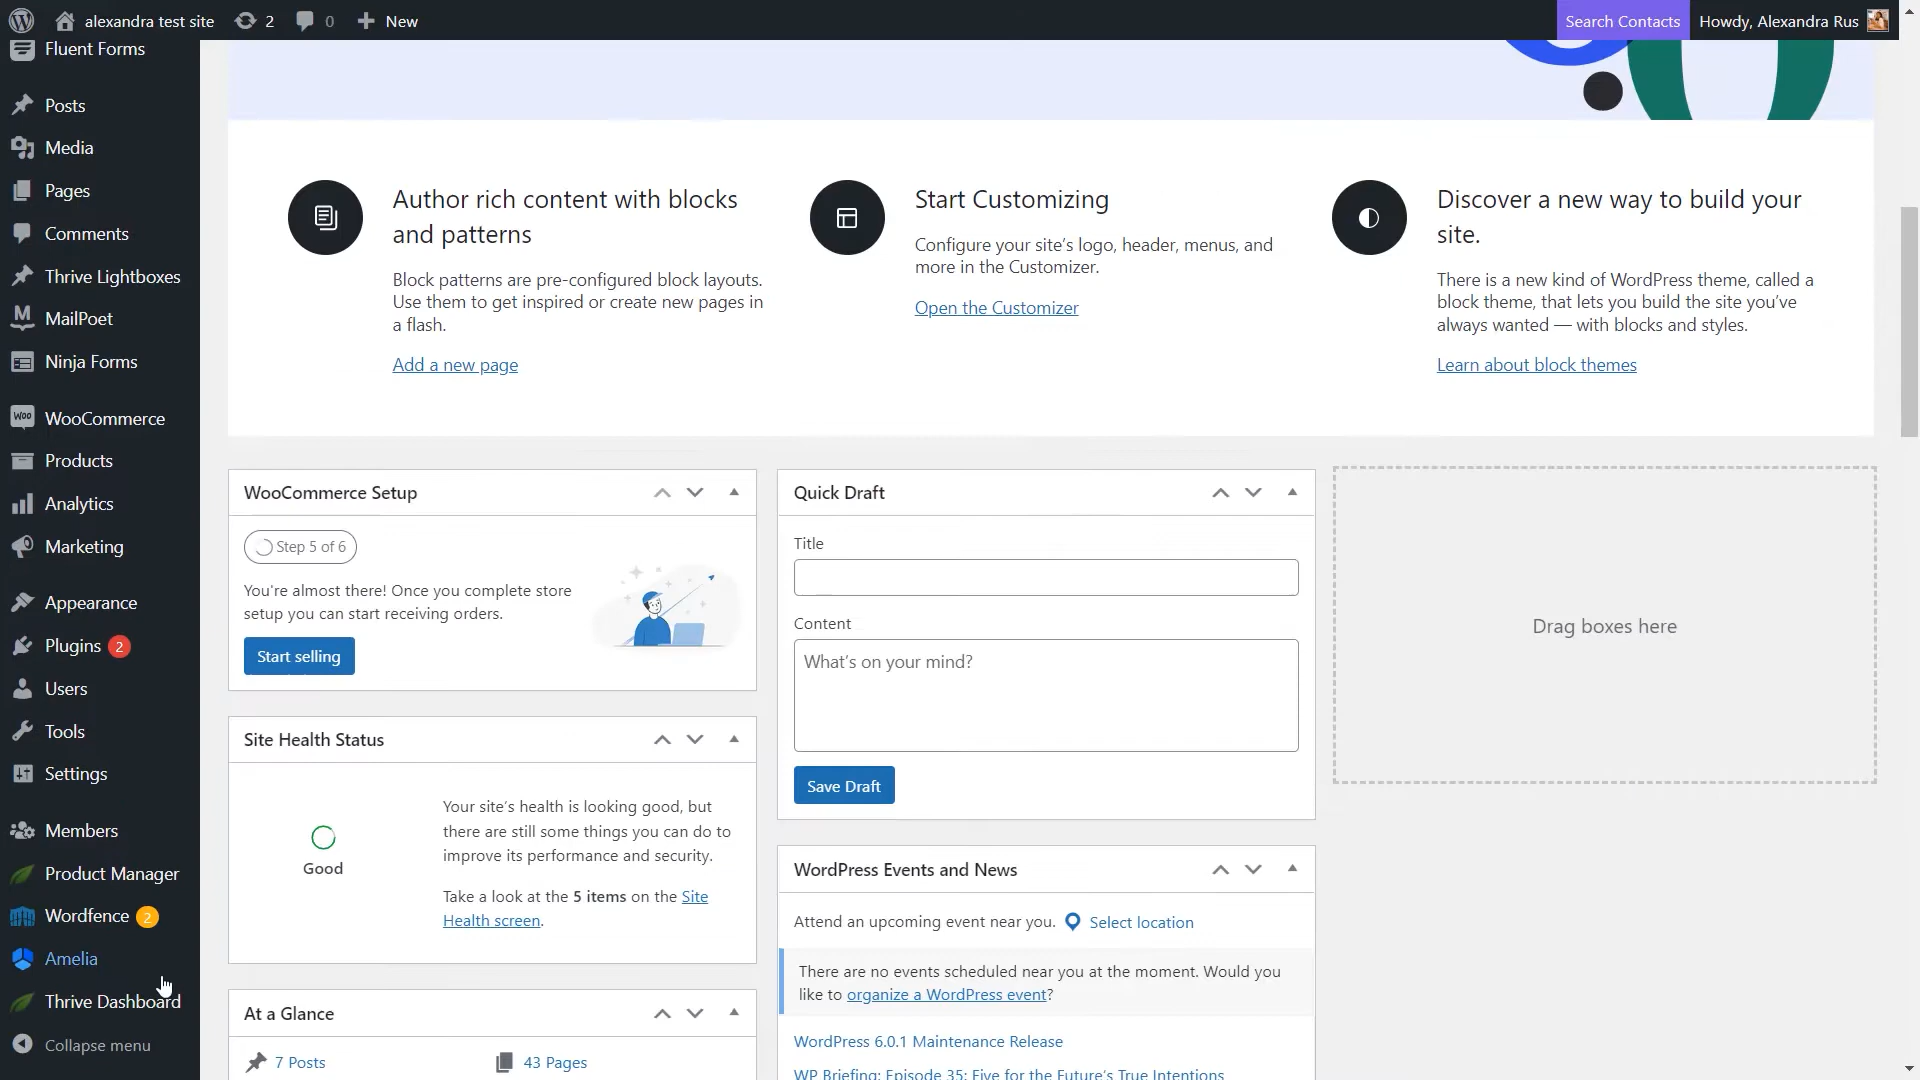 alexandra test site
2
0
New
Search Contacts
Howdy, Alexandra Rus
Fluent Forms
Posts
Media
Pages
Comments
Thrive Lightboxes
MailPoet
Ninja Forms
WooCommerce
Products
Analytics
Marketing
Appearance
Plugins 2
Users
Tools
Settings
Members
Product Manager
Wordfence 2
Amelia
Thrive Dashboard
Collapse menu
Author rich content with blocks
and patterns
Block patterns are pre-configured block layouts.
Use them to get inspired or create new pages in
a flash.
Add a new page
Start Customizing
Configure your site's logo, header, menus, and
more in the Customizer.
Open the Customizer
Discover a new way to build your
site.
There is a new kind of WordPress theme, called a
block theme, that lets you build the site you've
always wanted — with blocks and styles.
Learn about block themes
WooCommerce Setup
Step 5 of 6
You're almost there! Once you complete store
setup you can start receiving orders.
Start selling
Site Health Status
Good
Your site's health is looking good, but
there are still some things you can do to
improve its performance and security.
Take a look at the 5 items on the Site
Health screen.
At a Glance
7 Posts
43 Pages
Quick Draft
Title
Content
What's on your mind?
Save Draft
WordPress Events and News
Attend an upcoming event near you. Select location
There are no events scheduled near you at the moment. Would you
like to organize a WordPress event?
WordPress 6.0.1 Maintenance Release
WP Briefing: Episode 35: Five for the Future's True Intentions
Drag boxes here